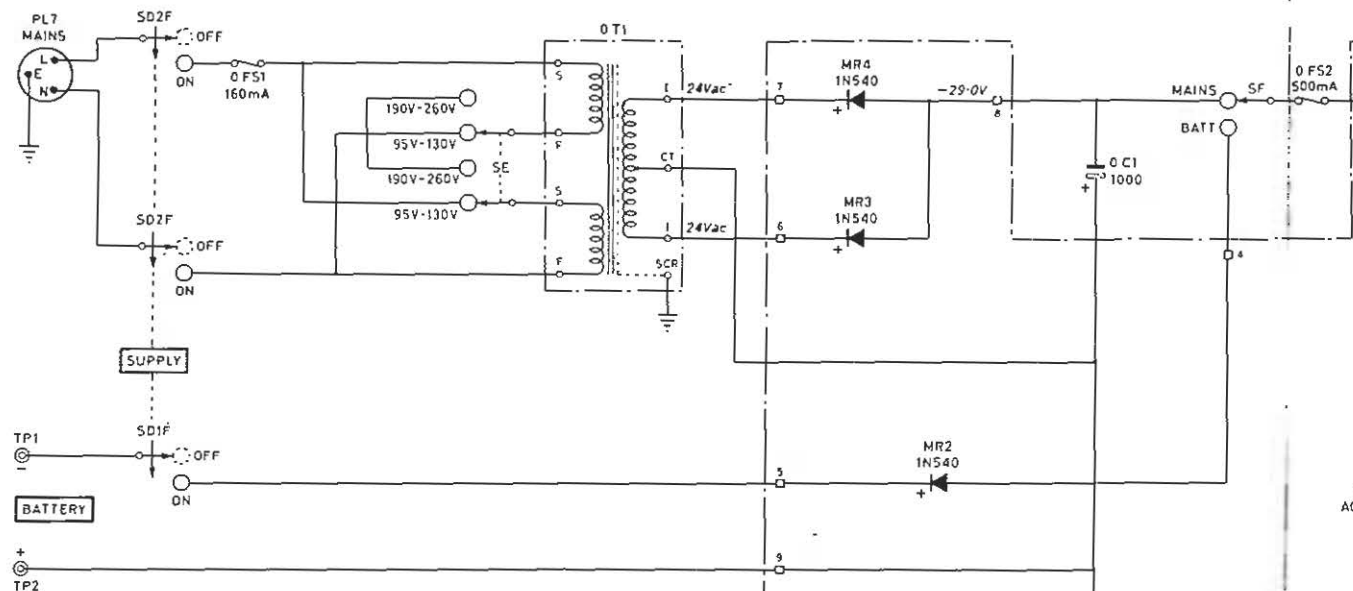 PL7
MAINS
L
E
N
SD2F
OFF
ON
0 FS1
160mA
190V-260V
95V-130V
190V-260V
95V-130V
SE
0 T1
S
F
S
F
I
24Vac
CT
I
24Vac
SCR
7
6
MR4
1N540
+
MR3
1N540
+
-29·0V
8
0 C1
1000
+
MAINS
BATT
SF
0 FS2
500mA
4
SD2F
OFF
ON
SUPPLY
SD1F
OFF
ON
TP1
-
BATTERY
+
TP2
5
MR2
1N540
+
9